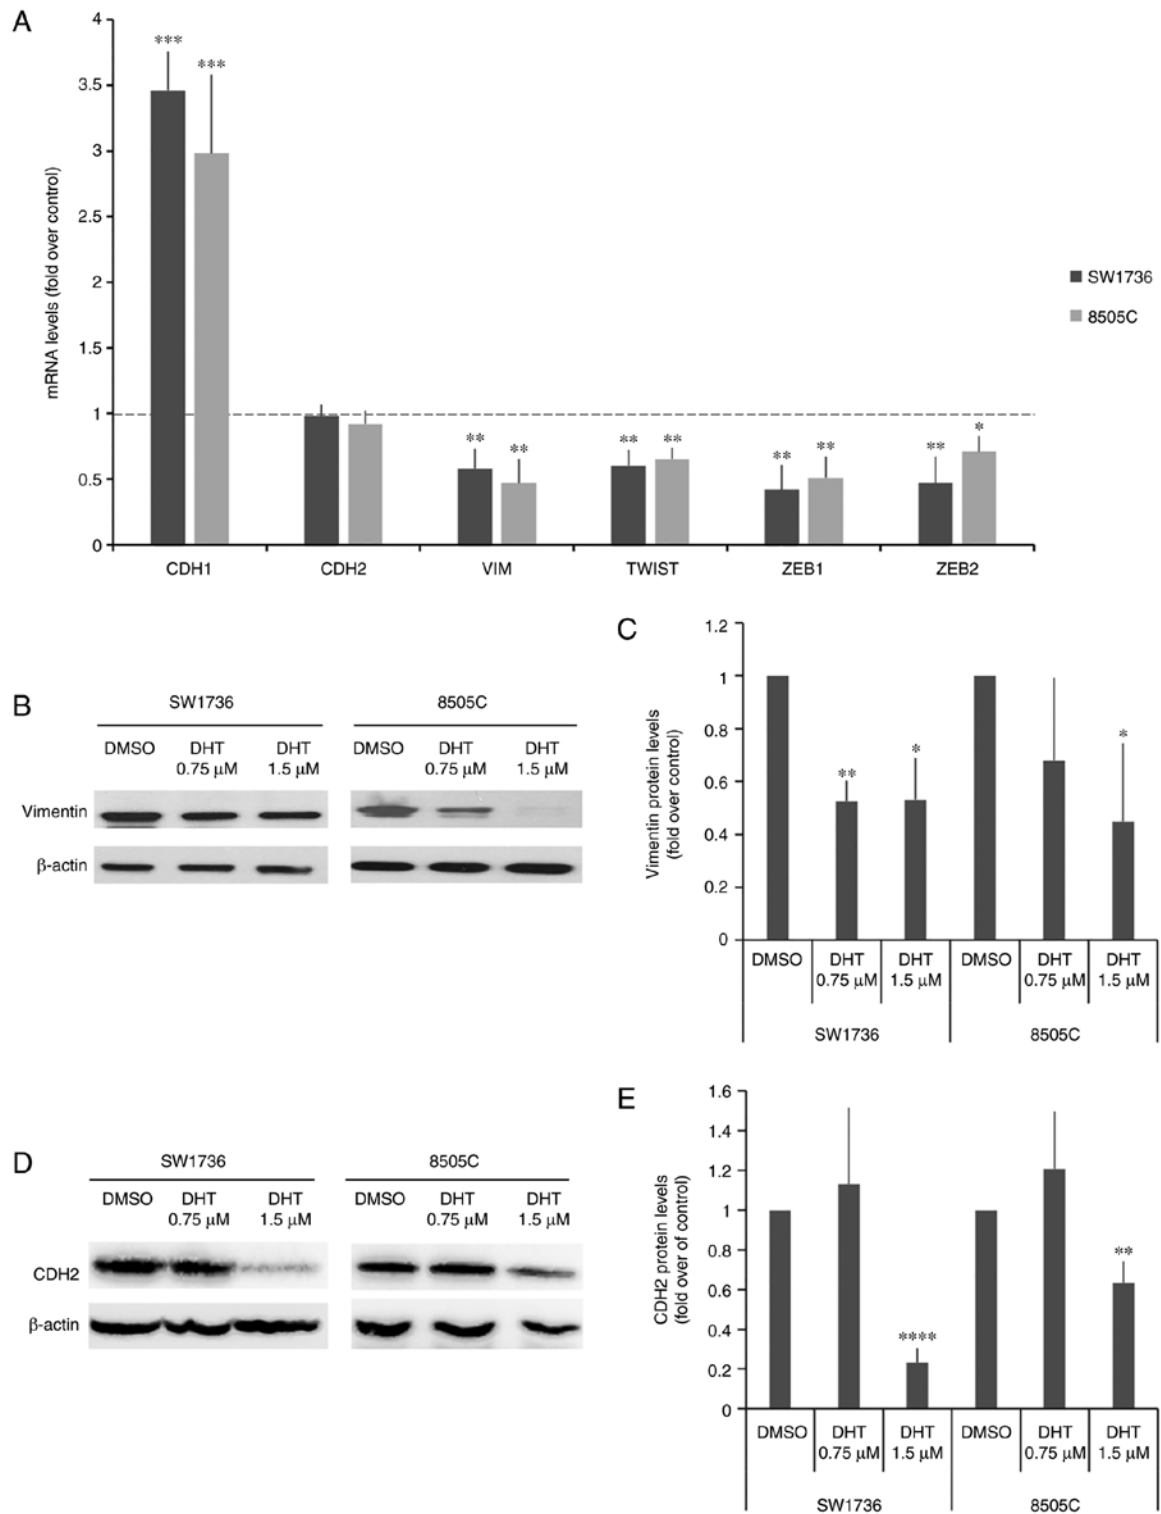 A
mRNA levels (fold over control)
4
3.5
3
2.5
2
1.5
1
0.5
0
***
***
**
**
**
**
**
**
**
*
CDH1 CDH2 VIM TWIST ZEB1 ZEB2
SW1736
8505C
B
SW1736 8505C
DMSO DHT DHT DMSO DHT DHT
0.75 μM 1.5 μM 0.75 μM 1.5 μM
Vimentin
β-actin
C
Vimentin protein levels
(fold over control)
1.2
1
0.8
0.6
0.4
0.2
0
**
*
*
DMSO DHT DHT DMSO DHT DHT
0.75 μM 1.5 μM 0.75 μM 1.5 μM
SW1736 8505C
D
SW1736 8505C
DMSO DHT DHT DMSO DHT DHT
0.75 μM 1.5 μM 0.75 μM 1.5 μM
CDH2
β-actin
E
CDH2 protein levels
(fold over of control)
1.6
1.4
1.2
1
0.8
0.6
0.4
0.2
0
****
**
DMSO DHT DHT DMSO DHT DHT
0.75 μM 1.5 μM 0.75 μM 1.5 μM
SW1736 8505C